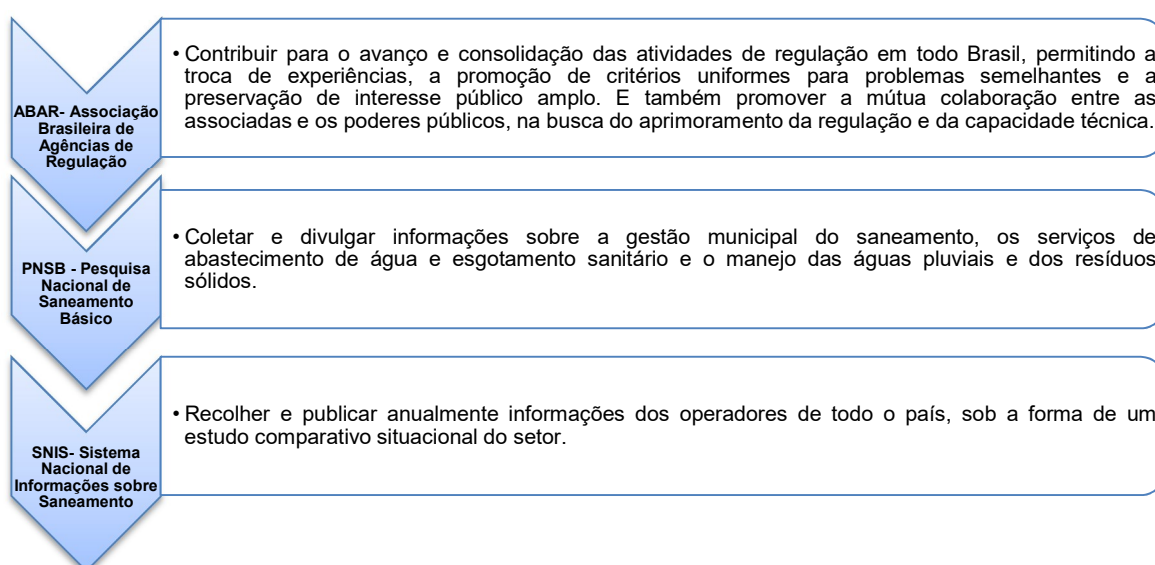 ABAR- Associação
Brasileira de
Agências de
Regulação
• Contribuir para o avanço e consolidação das atividades de regulação em todo Brasil, permitindo a
troca de experiências, a promoção de critérios uniformes para problemas semelhantes e a
preservação de interesse público amplo. E também promover a mútua colaboração entre as
associadas e os poderes públicos, na busca do aprimoramento da regulação e da capacidade técnica.
PNSB - Pesquisa
Nacional de
Saneamento
Básico
• Coletar e divulgar informações sobre a gestão municipal do saneamento, os serviços de
abastecimento de água e esgotamento sanitário e o manejo das águas pluviais e dos resíduos
sólidos.
SNIS- Sistema
Nacional de
Informações sobre
Saneamento
• Recolher e publicar anualmente informações dos operadores de todo o país, sob a forma de um
estudo comparativo situacional do setor.